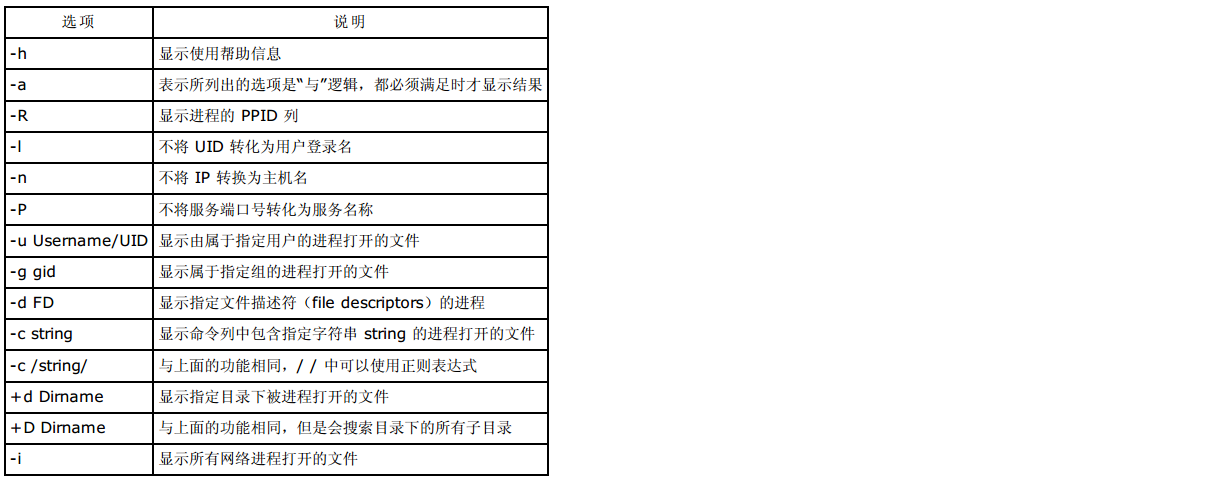 选项 说明
-h 显示使用帮助信息
-a 表示所列出的选项是“与”逻辑，都必须满足时才显示结果
-R 显示进程的 PPID 列
-l 不将 UID 转化为用户登录名
-n 不将 IP 转换为主机名
-P 不将服务端口号转化为服务名称
-u Username/UID 显示由属于指定用户的进程打开的文件
-g gid 显示属于指定组的进程打开的文件
-d FD 显示指定文件描述符（file descriptors）的进程
-c string 显示命令列中包含指定字符串 string 的进程打开的文件
-c /string/ 与上面的功能相同，/ / 中可以使用正则表达式
+d Dirname 显示指定目录下被进程打开的文件
+D Dirname 与上面的功能相同，但是会搜索目录下的所有子目录
-i 显示所有网络进程打开的文件